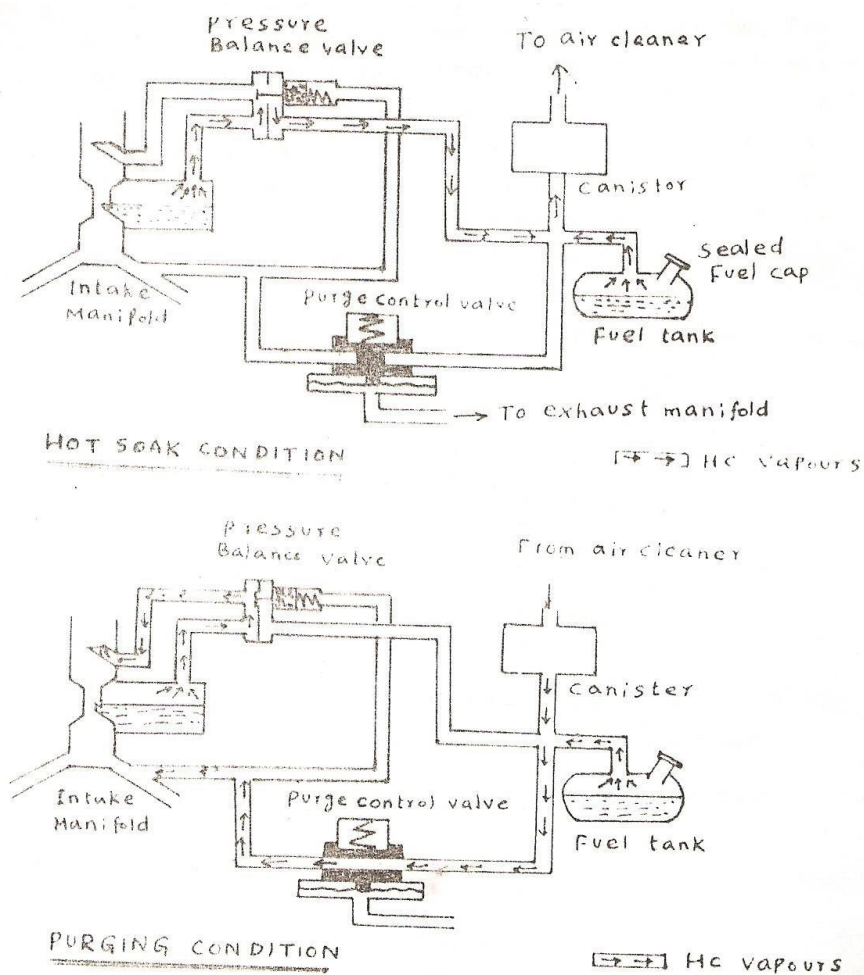 Pressure
Balance valve
To air cleaner
canistor
Sealed
Fuel cap
Intake
Manifold
Purge control valve
Fuel tank
To exhaust manifold
HOT SOAK CONDITION
HC vapours
Pressure
Balance valve
From air cleaner
canister
Intake
Manifold
Purge control valve
Fuel tank
PURGING CONDITION
HC vapours